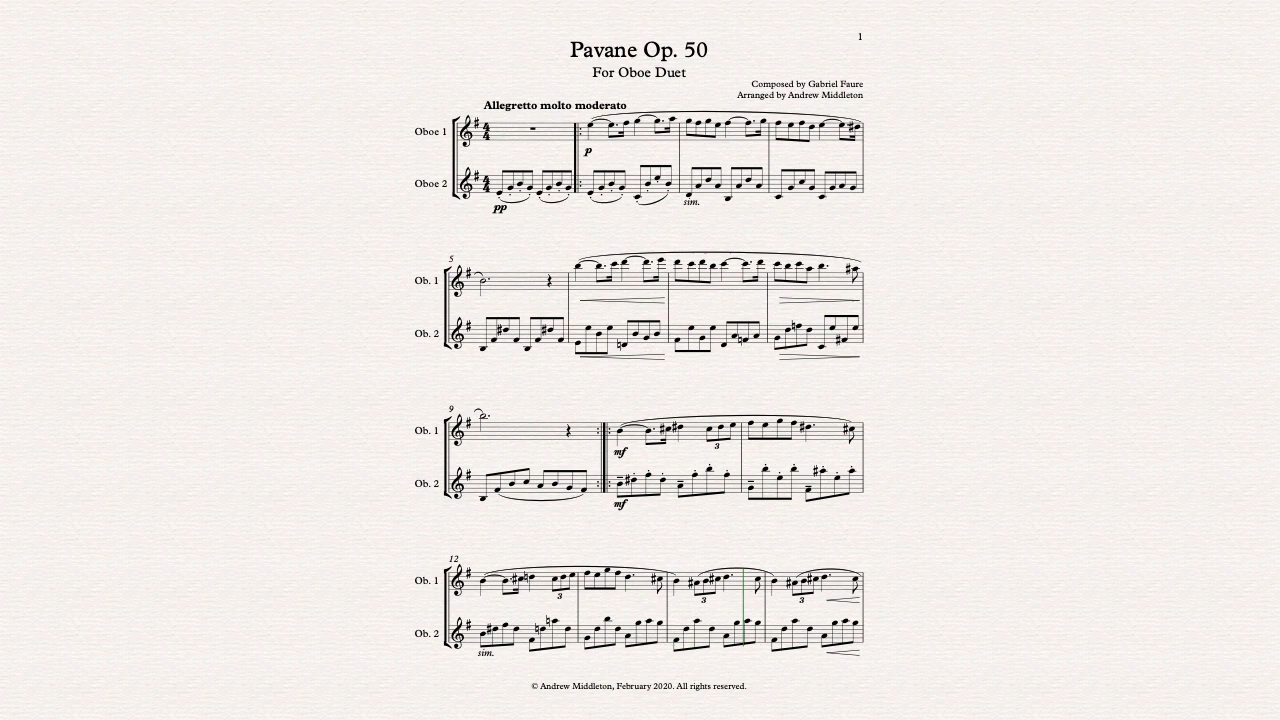 1
Pavane Op. 50
For Oboe Duet
Composed by Gabriel Faure
Arranged by Andrew Middleton
Allegretto molto moderato
Oboe 1
p
Oboe 2
pp
sim.
5
Ob. 1
Ob. 2
9
Ob. 1
3
mf
Ob. 2
mf
12
Ob. 1
3
3
3
Ob. 2
sim.
© Andrew Middleton, February 2020. All rights reserved.